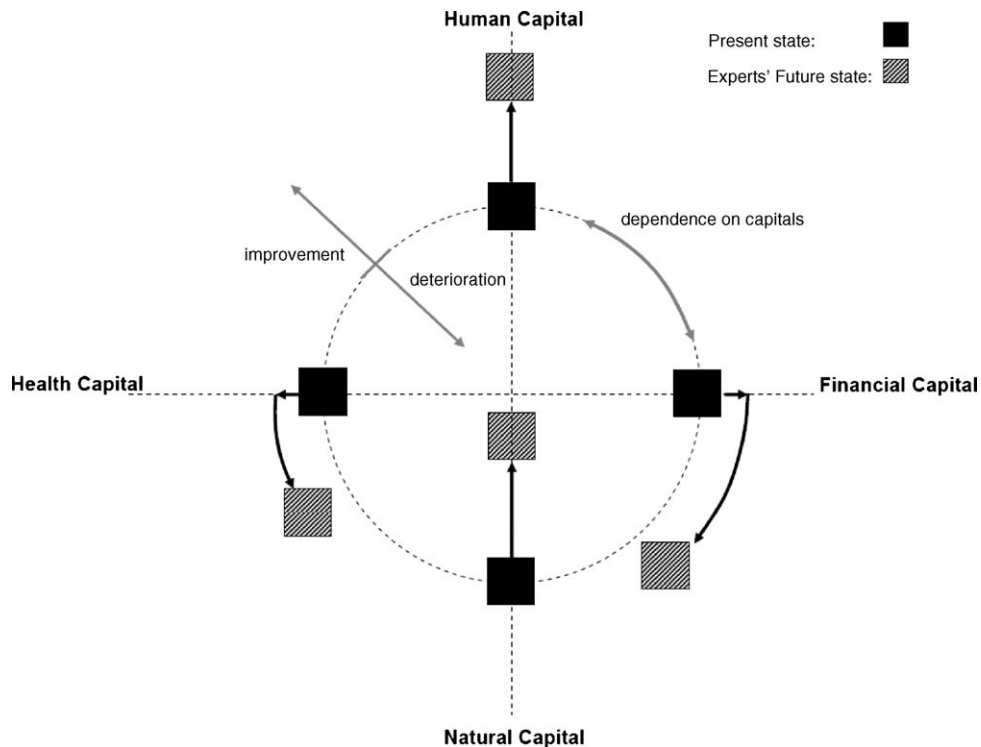 Human Capital
Present state:
Experts' Future state:
dependence on capitals
improvement
deterioration
Health Capital
Financial Capital
Natural Capital